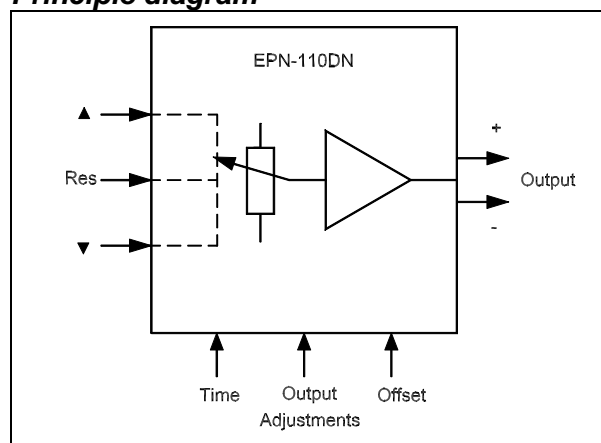 Principle diagram
EPN-110DN
▲
Res
▼
+
Output
-
Time
Output
Offset
Adjustments